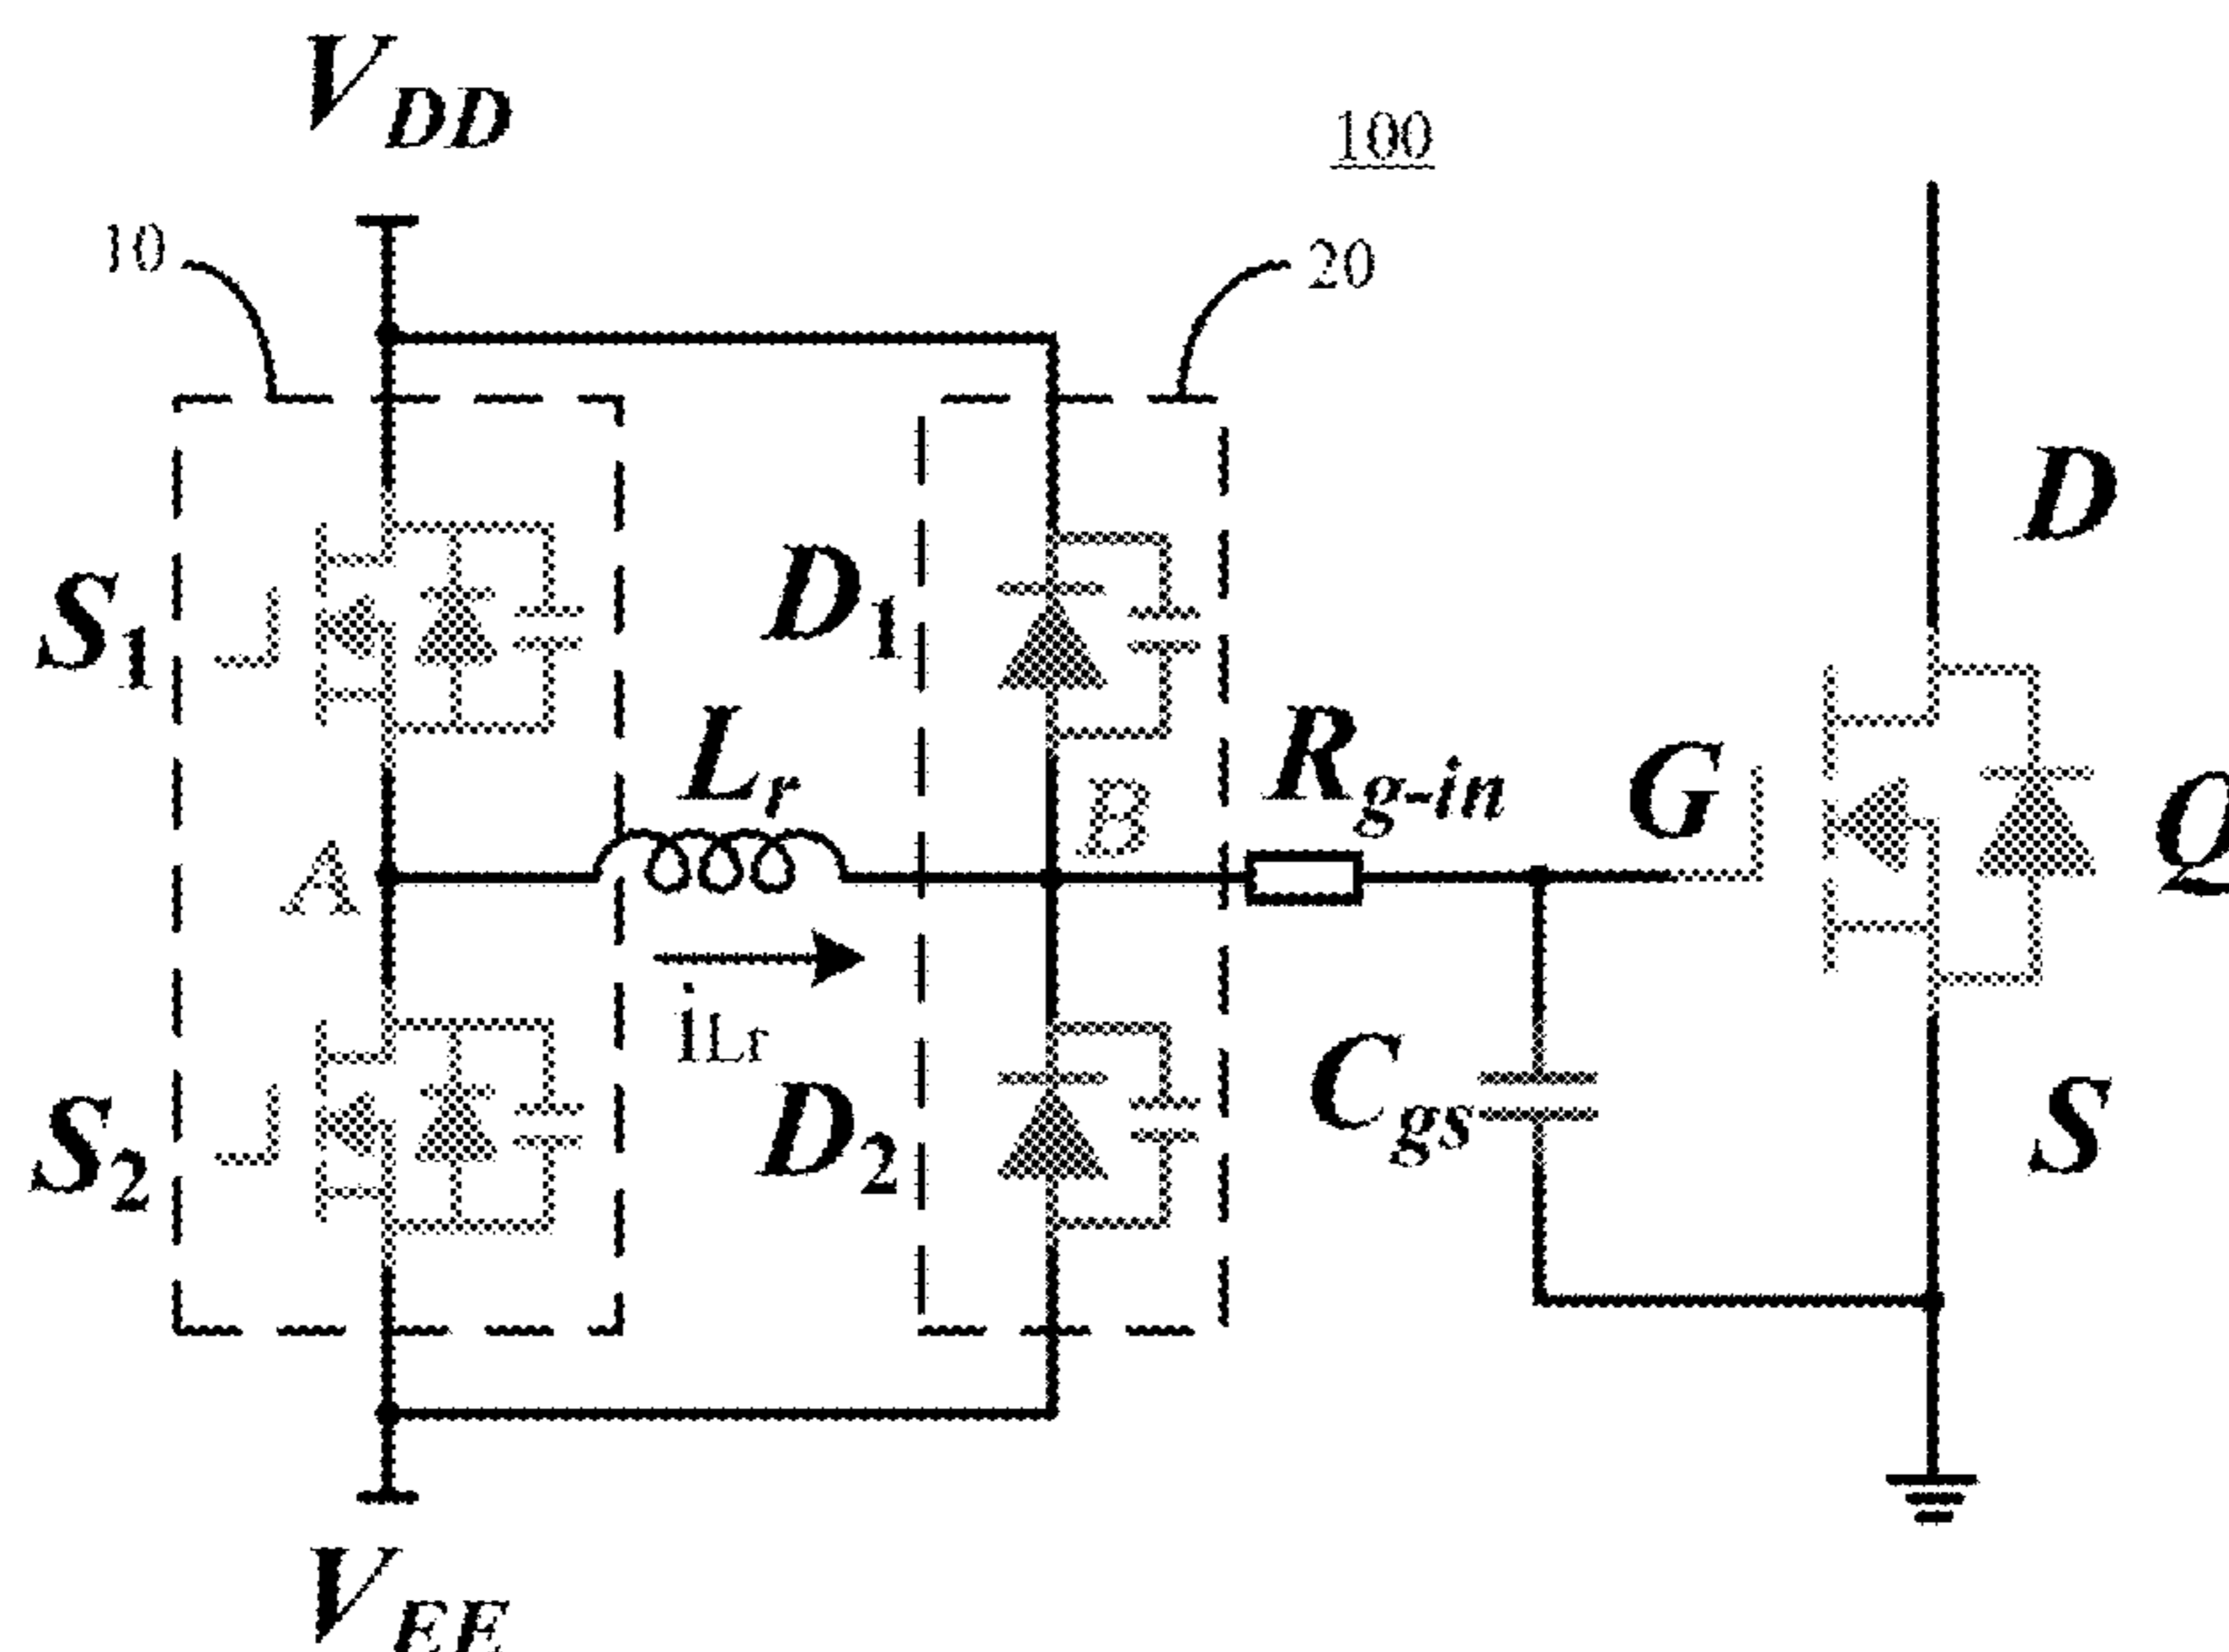 V_DD
100
10
20
S_1
D_1
D
L_r
B
R_g-in
G
Q
A
i_Lr
C_gs
S_2
D_2
S
V_EE